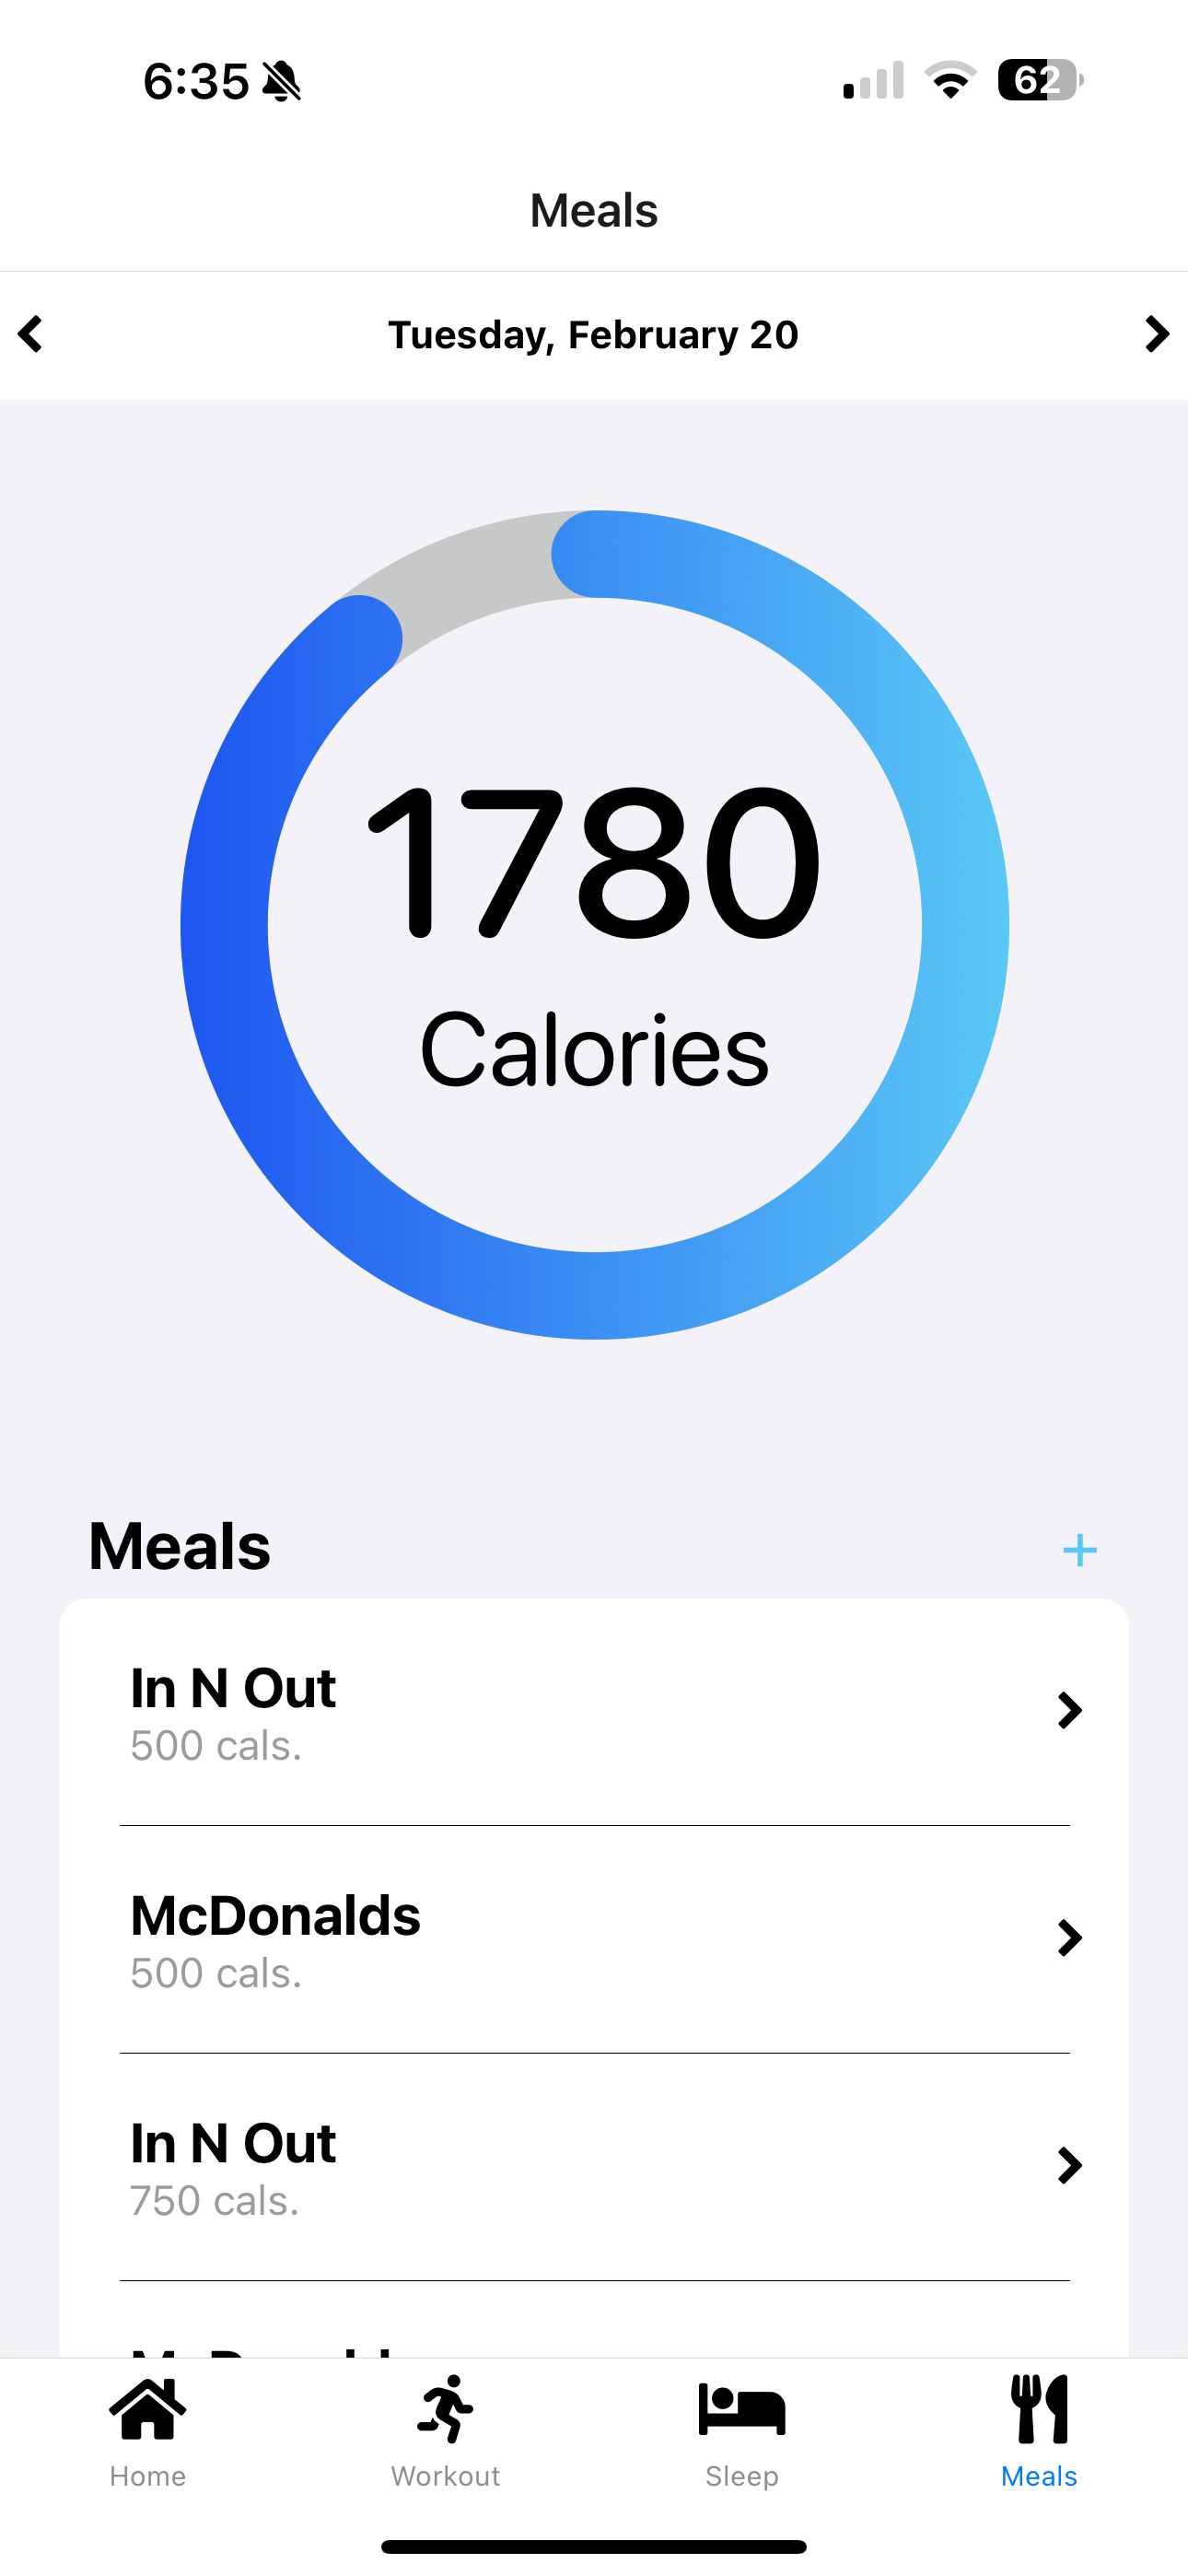 6:35
62
Meals
Tuesday, February 20
1780
Calories
Meals
+
In N Out
500 cals.
McDonalds
500 cals.
In N Out
750 cals.
Home
Workout
Sleep
Meals